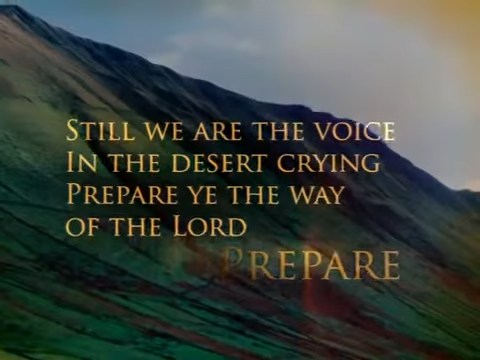 Still we are the voice
In the desert crying
Prepare ye the way
of the Lord
Prepare